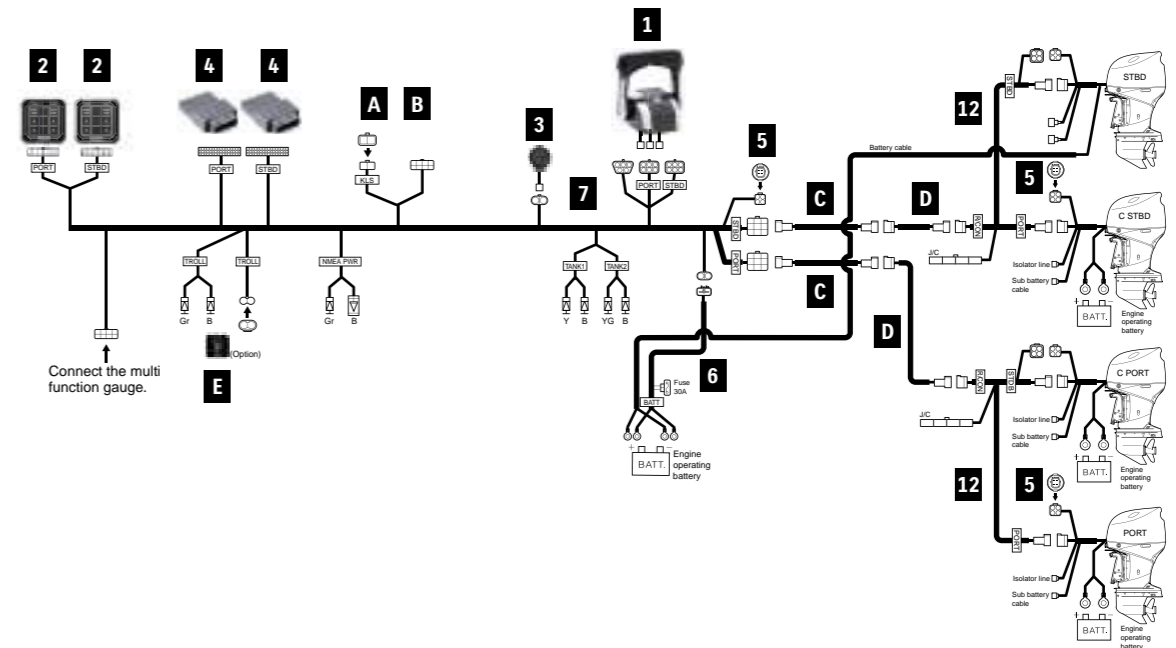 1
2 2
4 4
A B
3
12
STBD
STBD
Battery cable
5
PORT STBD
PORT STBD
KLS
PORT STBD
7
C
D
5
C STBD
STBD
RACON
PORT
J/C
Isolator line
Sub battery
cable
+ −
BATT.
Engine
operating
battery
PORT
C
TROLL TROLL
NMEA PWR
TANK1 TANK2
Gr B
Gr B
Y B YG B
(Option)
E
Connect the multi
function gauge.
D
6
Fuse
30A
BATT
+ −
BATT.
Engine
operating
battery
C PORT
RACON
STDB
J/C
Isolator line
Sub battery
cable
+ −
BATT.
Engine
operating
battery
12
5
PORT
PORT
Isolator line
Sub battery
cable
+ −
BATT.
Engine
operating
battery